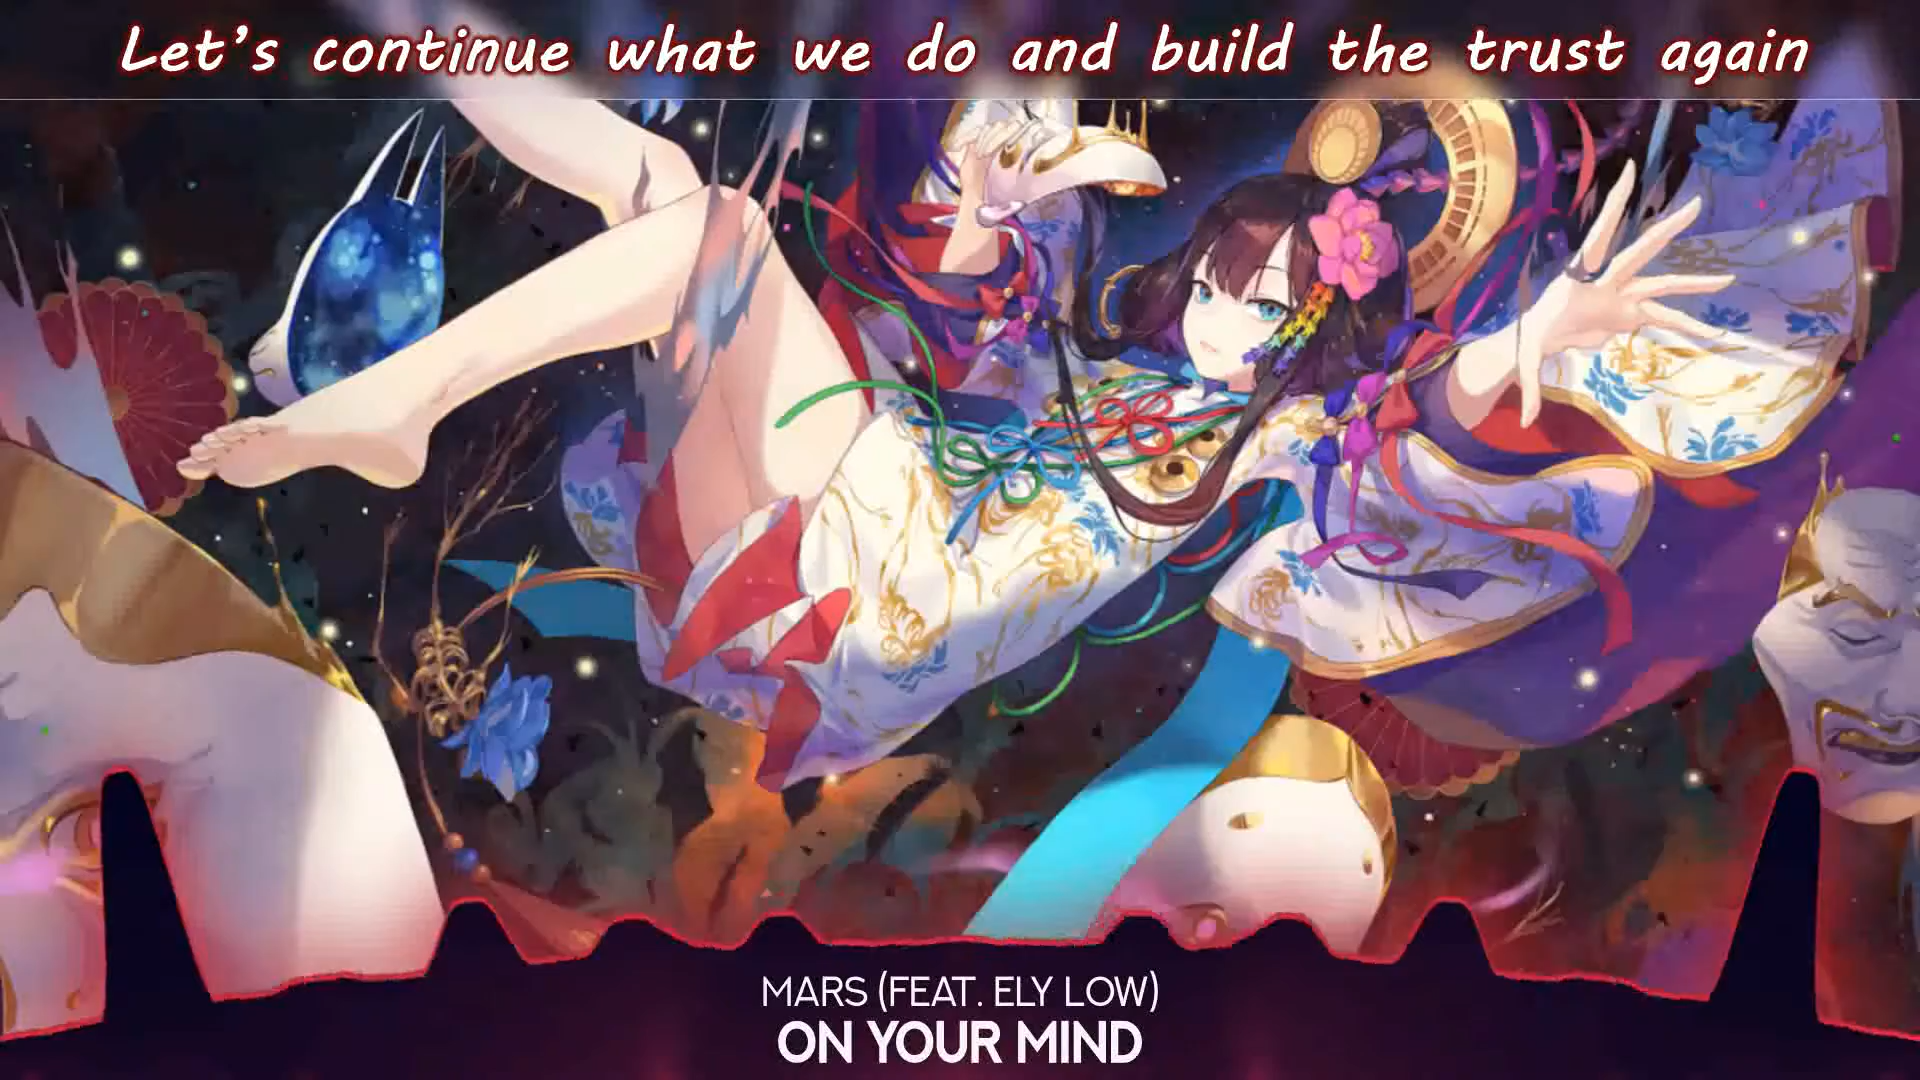 Let's continue what we do and build the trust again
MARS (FEAT. ELY LOW)
ON YOUR MIND